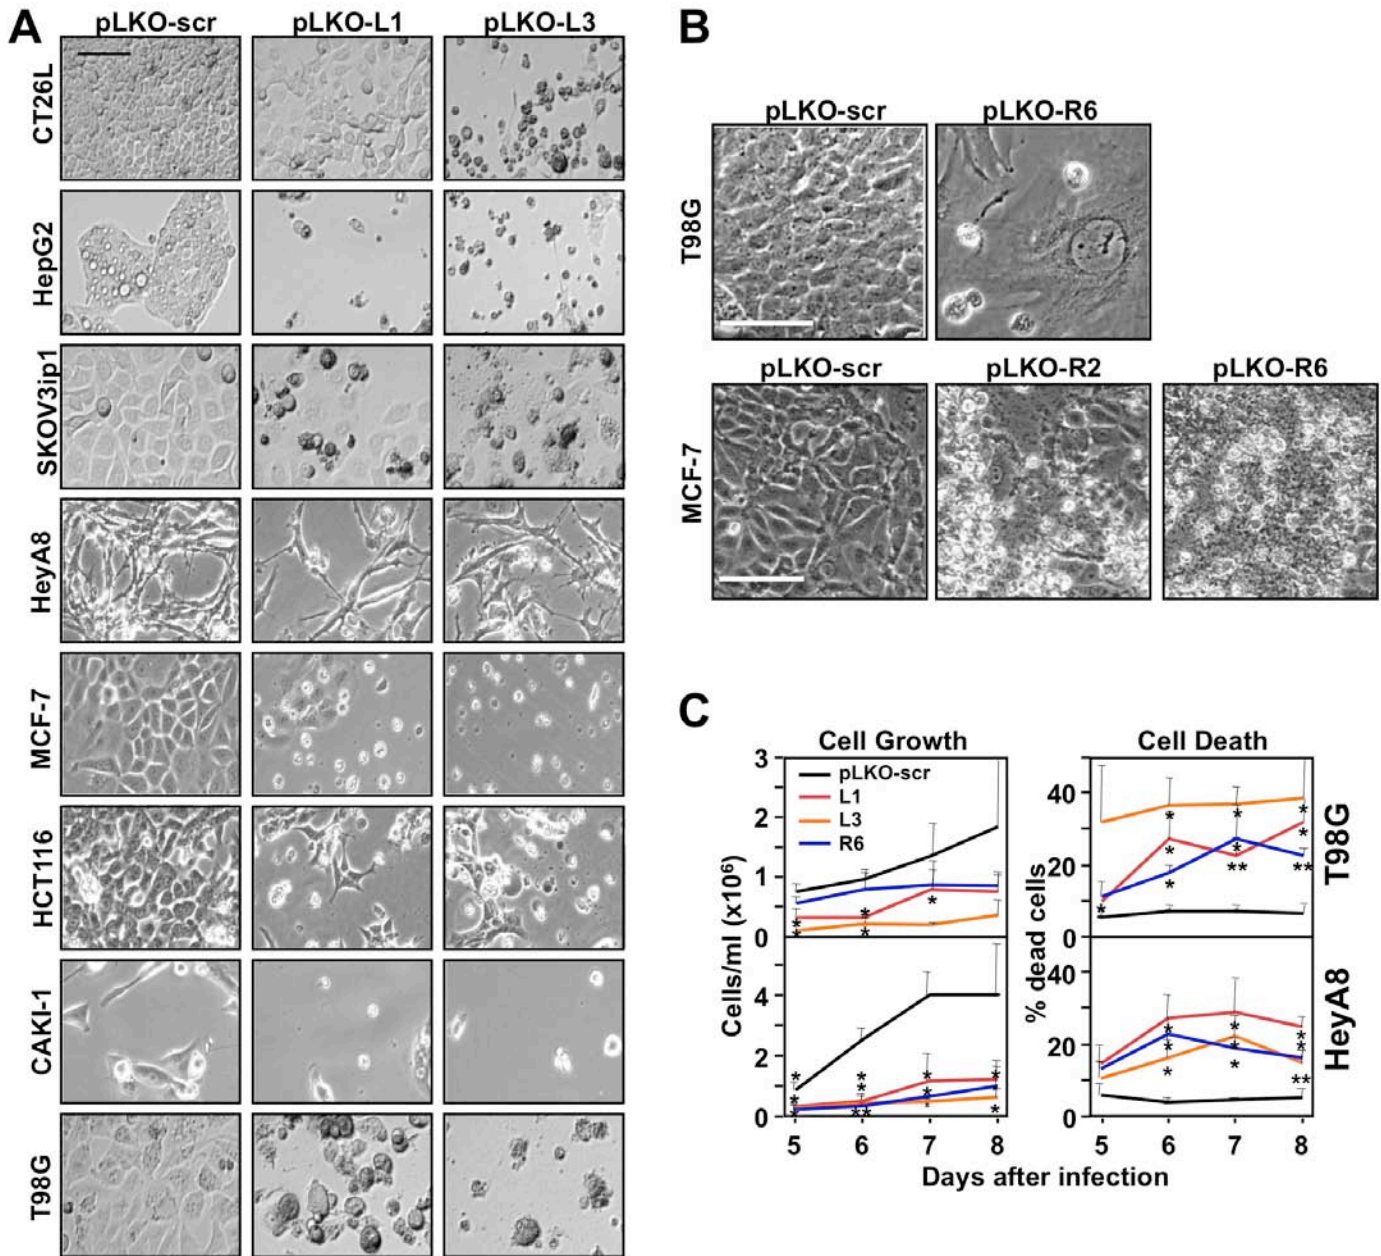 A
pLKO-scr pLKO-L1 pLKO-L3
CT26L
HepG2
SKOV3ip1
HeyA8
MCF-7
HCT116
CAKI-1
T98G
B
pLKO-scr pLKO-R6
T98G
pLKO-scr pLKO-R2 pLKO-R6
MCF-7
C
Cell Growth Cell Death
pLKO-scr
L1
L3
R6
3
2
1
0
4
2
0
Cells/ml (x10⁶)
40
20
0
40
20
0
% dead cells
T98G
HeyA8
5 6 7 8 5 6 7 8
Days after infection